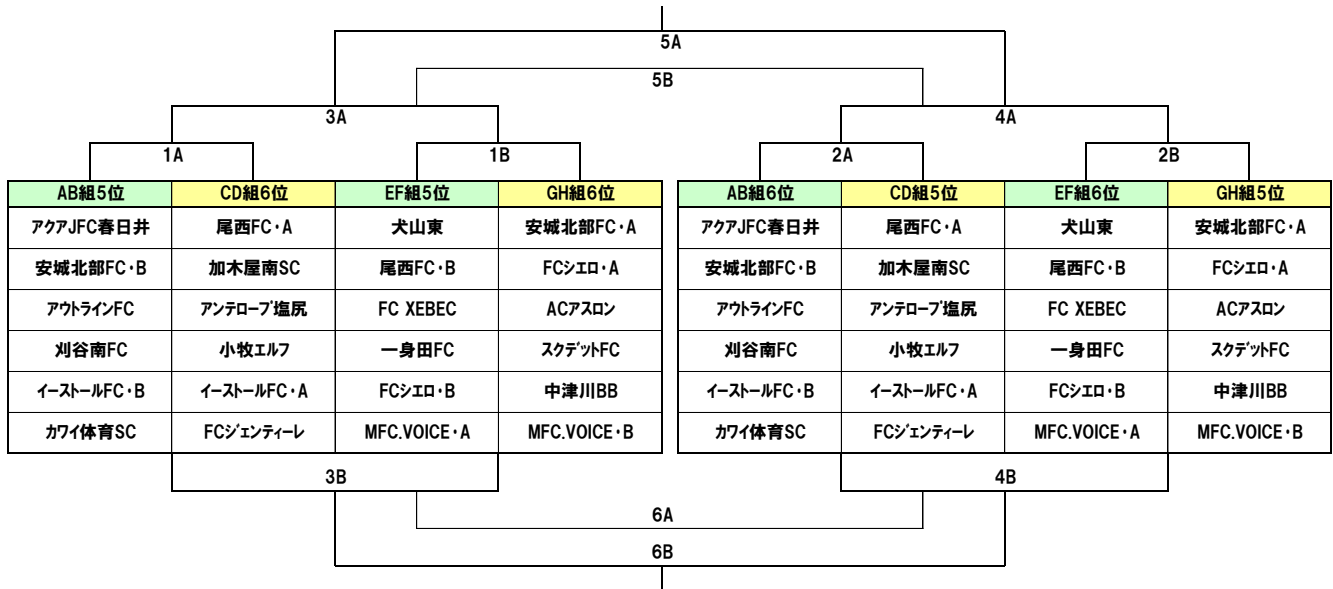 5A
5B
3A 4A
1A 1B 2A 2B
AB組5位 CD組6位 EF組5位 GH組6位 AB組6位 CD組5位 EF組6位 GH組5位
アクアJFC春日井 尾西FC・A 犬山東 安城北部FC・A アクアJFC春日井 尾西FC・A 犬山東 安城北部FC・A
安城北部FC・B 加木屋南SC 尾西FC・B FCシエロ・A 安城北部FC・B 加木屋南SC 尾西FC・B FCシエロ・A
アウトラインFC アンテロープ塩尻 FC XEBEC ACアスロン アウトラインFC アンテロープ塩尻 FC XEBEC ACアスロン
刈谷南FC 小牧エルフ 一身田FC スクデットFC 刈谷南FC 小牧エルフ 一身田FC スクデットFC
イーストールFC・B イーストールFC・A FCシエロ・B 中津川BB イーストールFC・B イーストールFC・A FCシエロ・B 中津川BB
カワイ体育SC FCジェンティーレ MFC.VOICE・A MFC.VOICE・B カワイ体育SC FCジェンティーレ MFC.VOICE・A MFC.VOICE・B
3B 4B
6A
6B